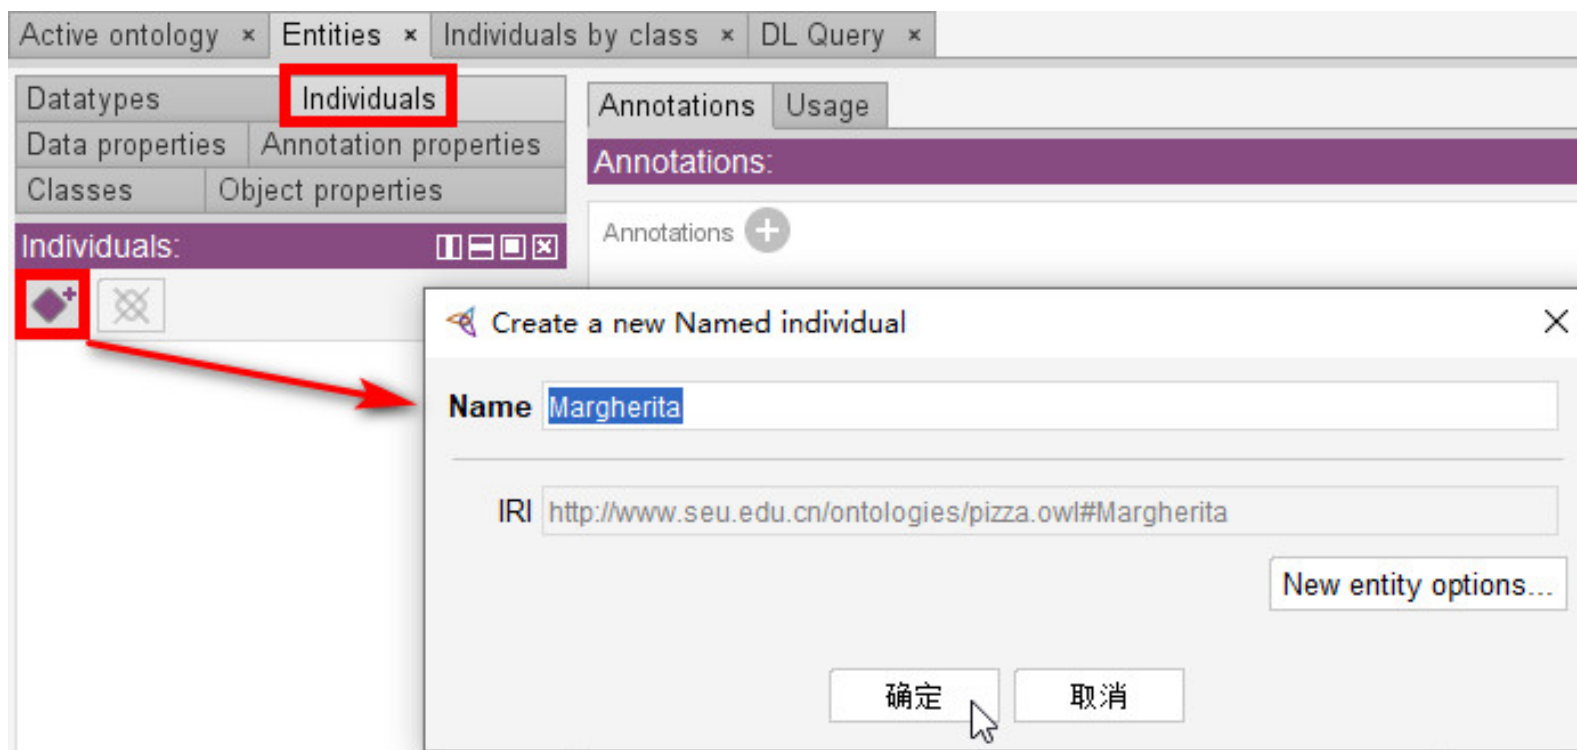 Active ontology × Entities × Individuals by class × DL Query ×
Datatypes Individuals
Data properties Annotation properties
Classes Object properties
Individuals:
Annotations Usage
Annotations:
Annotations
Create a new Named individual
Name Margherita
IRI http://www.seu.edu.cn/ontologies/pizza.owl#Margherita
New entity options...
确定 取消